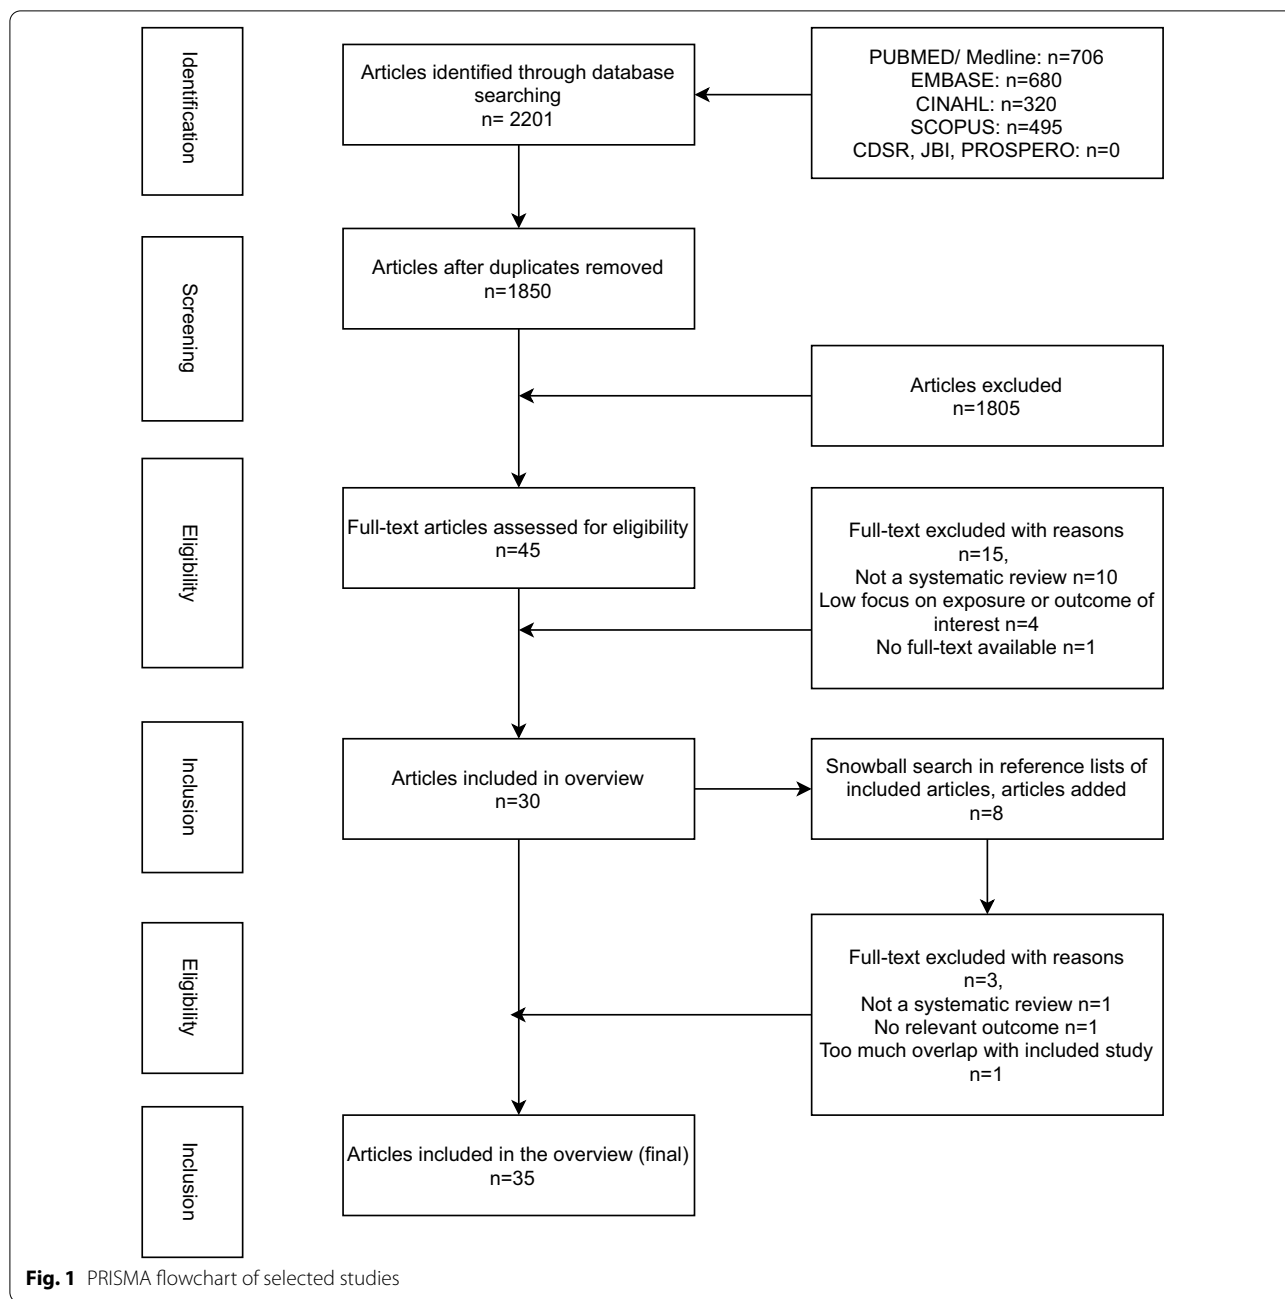 Identification
Articles identified through database
searching
n= 2201
PUBMED/ Medline: n=706
EMBASE: n=680
CINAHL: n=320
SCOPUS: n=495
CDSR, JBI, PROSPERO: n=0
Screening
Articles after duplicates removed
n=1850
Articles excluded
n=1805
Eligibility
Full-text articles assessed for eligibility
n=45
Full-text excluded with reasons
n=15,
Not a systematic review n=10
Low focus on exposure or outcome of
interest n=4
No full-text available n=1
Inclusion
Articles included in overview
n=30
Snowball search in reference lists of
included articles, articles added
n=8
Eligibility
Full-text excluded with reasons
n=3,
Not a systematic review n=1
No relevant outcome n=1
Too much overlap with included study
n=1
Inclusion
Articles included in the overview (final)
n=35
Fig. 1 PRISMA flowchart of selected studies